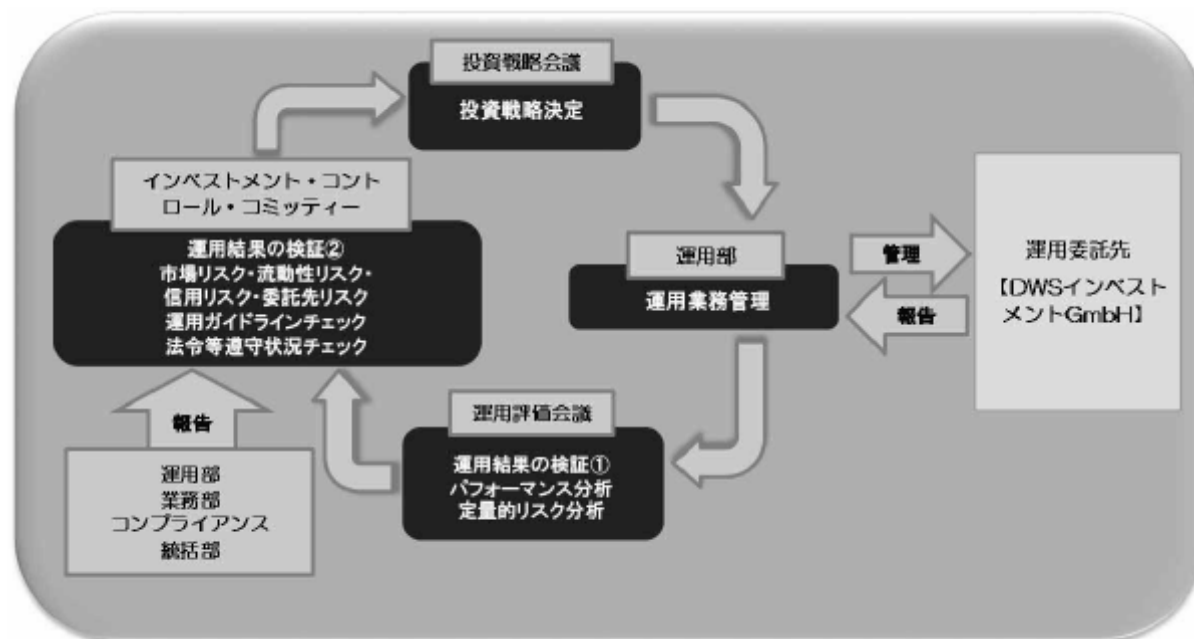 投資戦略会議
投資戦略決定
インベストメント・コント
ロール・コミッティー
運用結果の検証②
市場リスク・流動性リスク・
信用リスク・委託先リスク
運用ガイドラインチェック
法令等遵守状況チェック
運用部
運用業務管理
管理
報告
運用委託先
【DWSインベスト
メントGmbH】
運用評価会議
運用結果の検証①
パフォーマンス分析
定量的リスク分析
報告
運用部
業務部
コンプライアンス
統括部